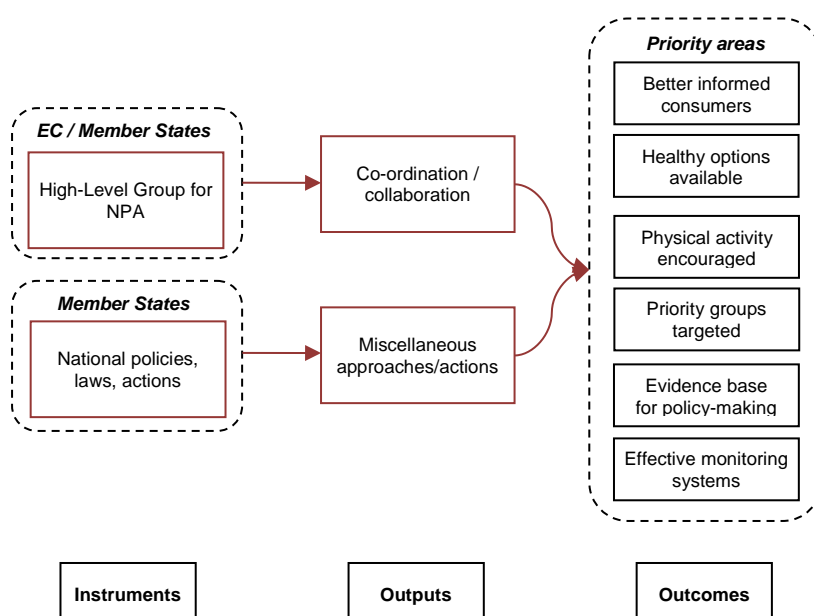 EC / Member States
High-Level Group for
NPA
Member States
National policies,
laws, actions
Co-ordination /
collaboration
Miscellaneous
approaches/actions
Priority areas
Better informed
consumers
Healthy options
available
Physical activity
encouraged
Priority groups
targeted
Evidence base
for policy-making
Effective monitoring
systems
Instruments
Outputs
Outcomes